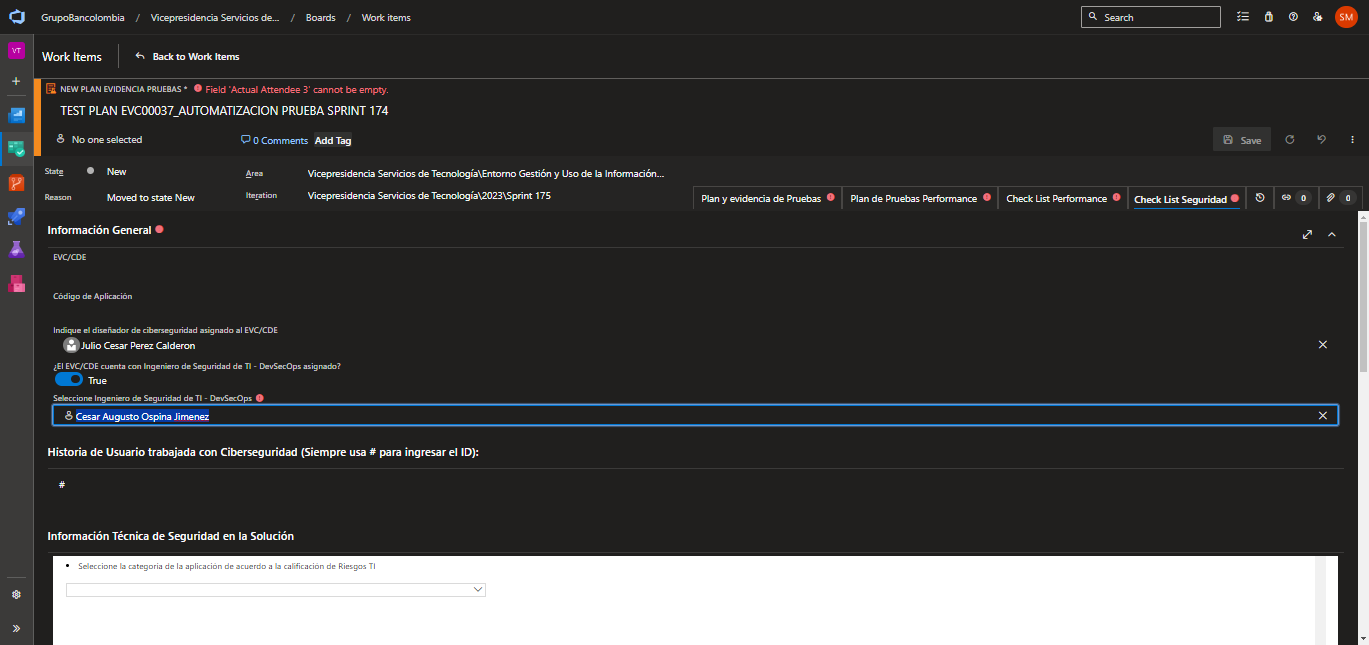 GrupoBancolombia / Vicepresidencia Servicios de... / Boards / Work items
Search
SM
VT
Work Items
Back to Work Items
NEW PLAN EVIDENCIA PRUEBAS * Field 'Actual Attendee 3' cannot be empty.
TEST PLAN EVC00037_AUTOMATIZACION PRUEBA SPRINT 174
No one selected
0 Comments
Add Tag
Save
State
New
Area
Vicepresidencia Servicios de Tecnología\Entorno Gestión y Uso de la Información...
Reason
Moved to state New
Iteration
Vicepresidencia Servicios de Tecnología\2023\Sprint 175
Plan y evidencia de Pruebas
Plan de Pruebas Performance
Check List Performance
Check List Seguridad
0
0
Información General
EVC/CDE
Código de Aplicación
Indique el diseñador de ciberseguridad asignado al EVC/CDE
Julio Cesar Perez Calderon
¿El EVC/CDE cuenta con Ingeniero de Seguridad de TI - DevSecOps asignado?
True
Seleccione Ingeniero de Seguridad de TI - DevSecOps
Cesar Augusto Ospina Jimenez
Historia de Usuario trabajada con Ciberseguridad (Siempre usa # para ingresar el ID):
#
Información Técnica de Seguridad en la Solución
• Seleccione la categoria de la aplicación de acuerdo a la calificación de Riesgos TI